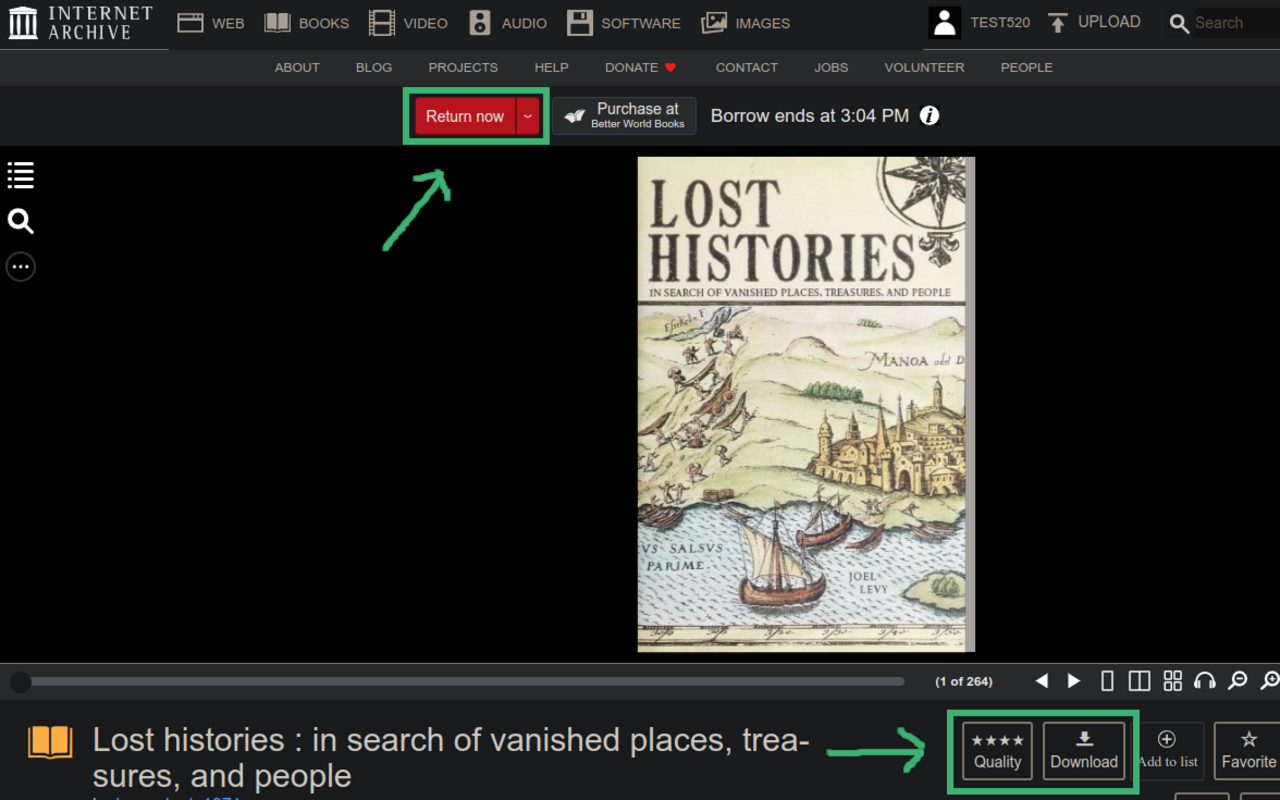 INTERNET
ARCHIVE
WEB
BOOKS
VIDEO
AUDIO
SOFTWARE
IMAGES
TEST520
UPLOAD
Search
ABOUT
BLOG
PROJECTS
HELP
DONATE
CONTACT
JOBS
VOLUNTEER
PEOPLE
Return now
Purchase at
Better World Books
Borrow ends at 3:04 PM
LOST
HISTORIES
IN SEARCH OF VANISHED PLACES, TREASURES, AND PEOPLE
MANOA odel D
VS SALSVS
PARIME
JOEL
LEVY
(1 of 264)
Lost histories : in search of vanished places, trea-
sures, and people
★★★★
Quality
Download
Add to list
Favorite